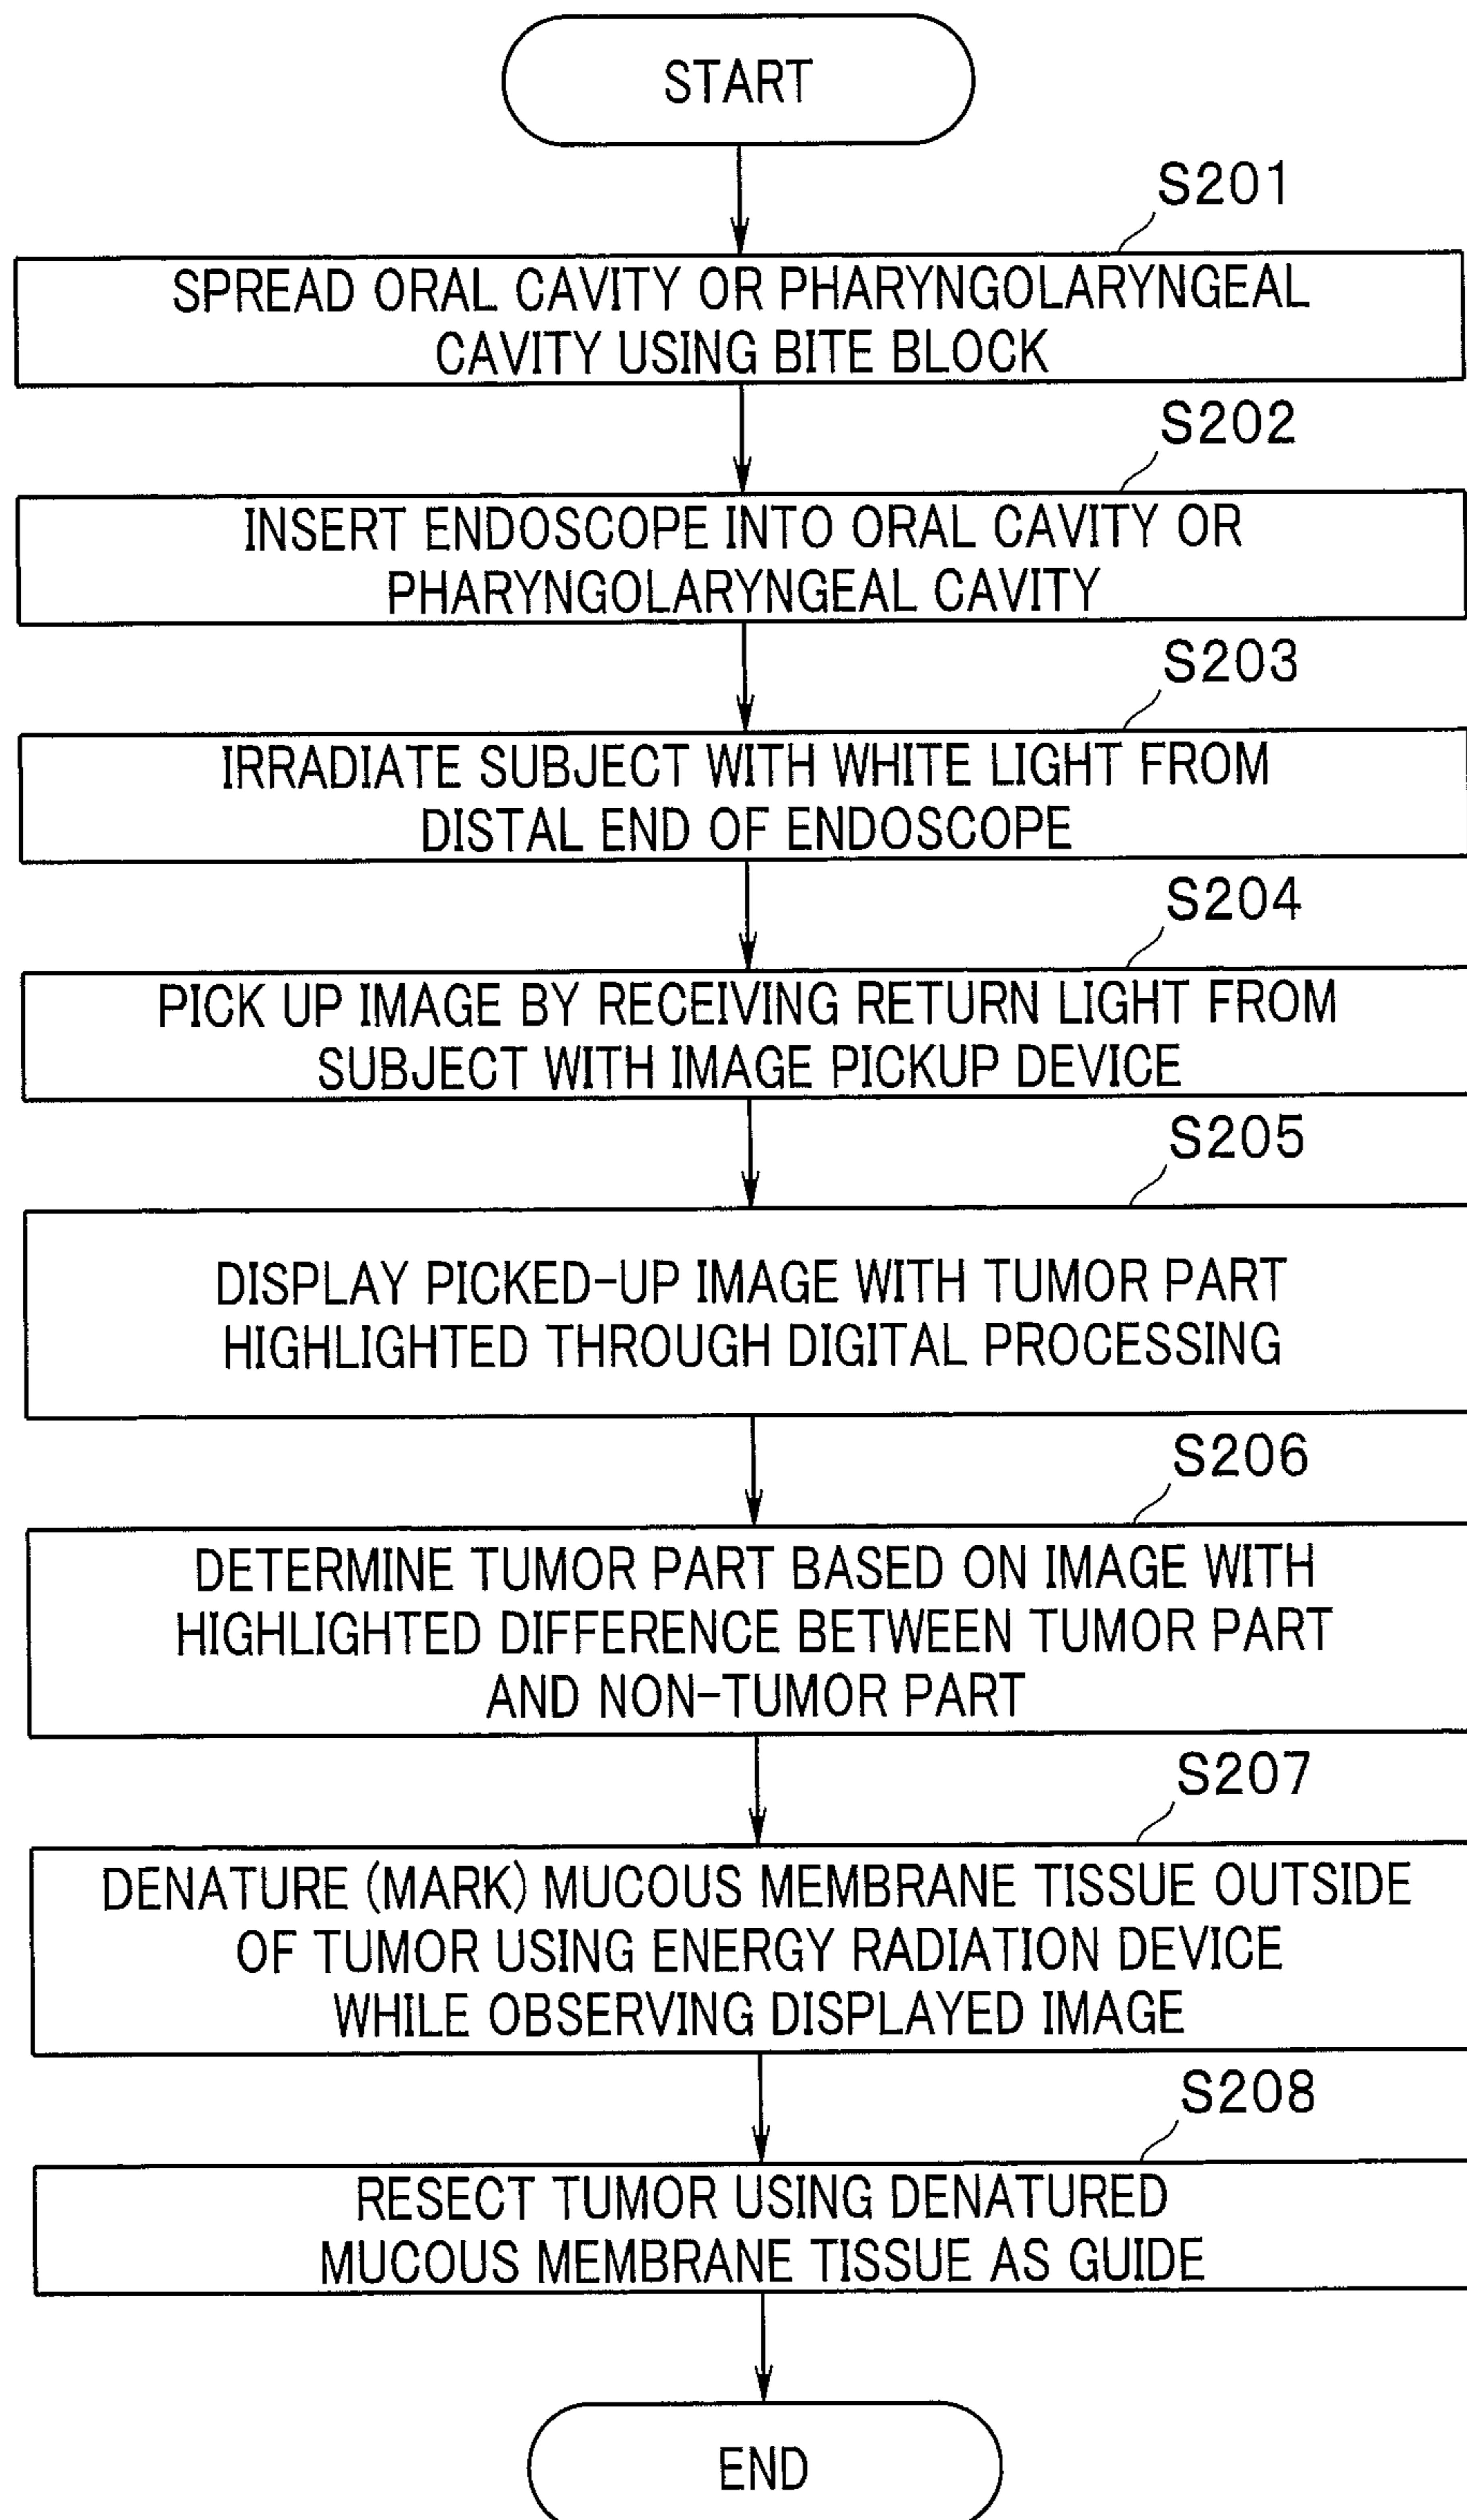 START
S201
SPREAD ORAL CAVITY OR PHARYNGOLARYNGEAL
CAVITY USING BITE BLOCK
S202
INSERT ENDOSCOPE INTO ORAL CAVITY OR
PHARYNGOLARYNGEAL CAVITY
S203
IRRADIATE SUBJECT WITH WHITE LIGHT FROM
DISTAL END OF ENDOSCOPE
S204
PICK UP IMAGE BY RECEIVING RETURN LIGHT FROM
SUBJECT WITH IMAGE PICKUP DEVICE
S205
DISPLAY PICKED-UP IMAGE WITH TUMOR PART
HIGHLIGHTED THROUGH DIGITAL PROCESSING
S206
DETERMINE TUMOR PART BASED ON IMAGE WITH
HIGHLIGHTED DIFFERENCE BETWEEN TUMOR PART
AND NON-TUMOR PART
S207
DENATURE (MARK) MUCOUS MEMBRANE TISSUE OUTSIDE
OF TUMOR USING ENERGY RADIATION DEVICE
WHILE OBSERVING DISPLAYED IMAGE
S208
RESECT TUMOR USING DENATURED
MUCOUS MEMBRANE TISSUE AS GUIDE
END